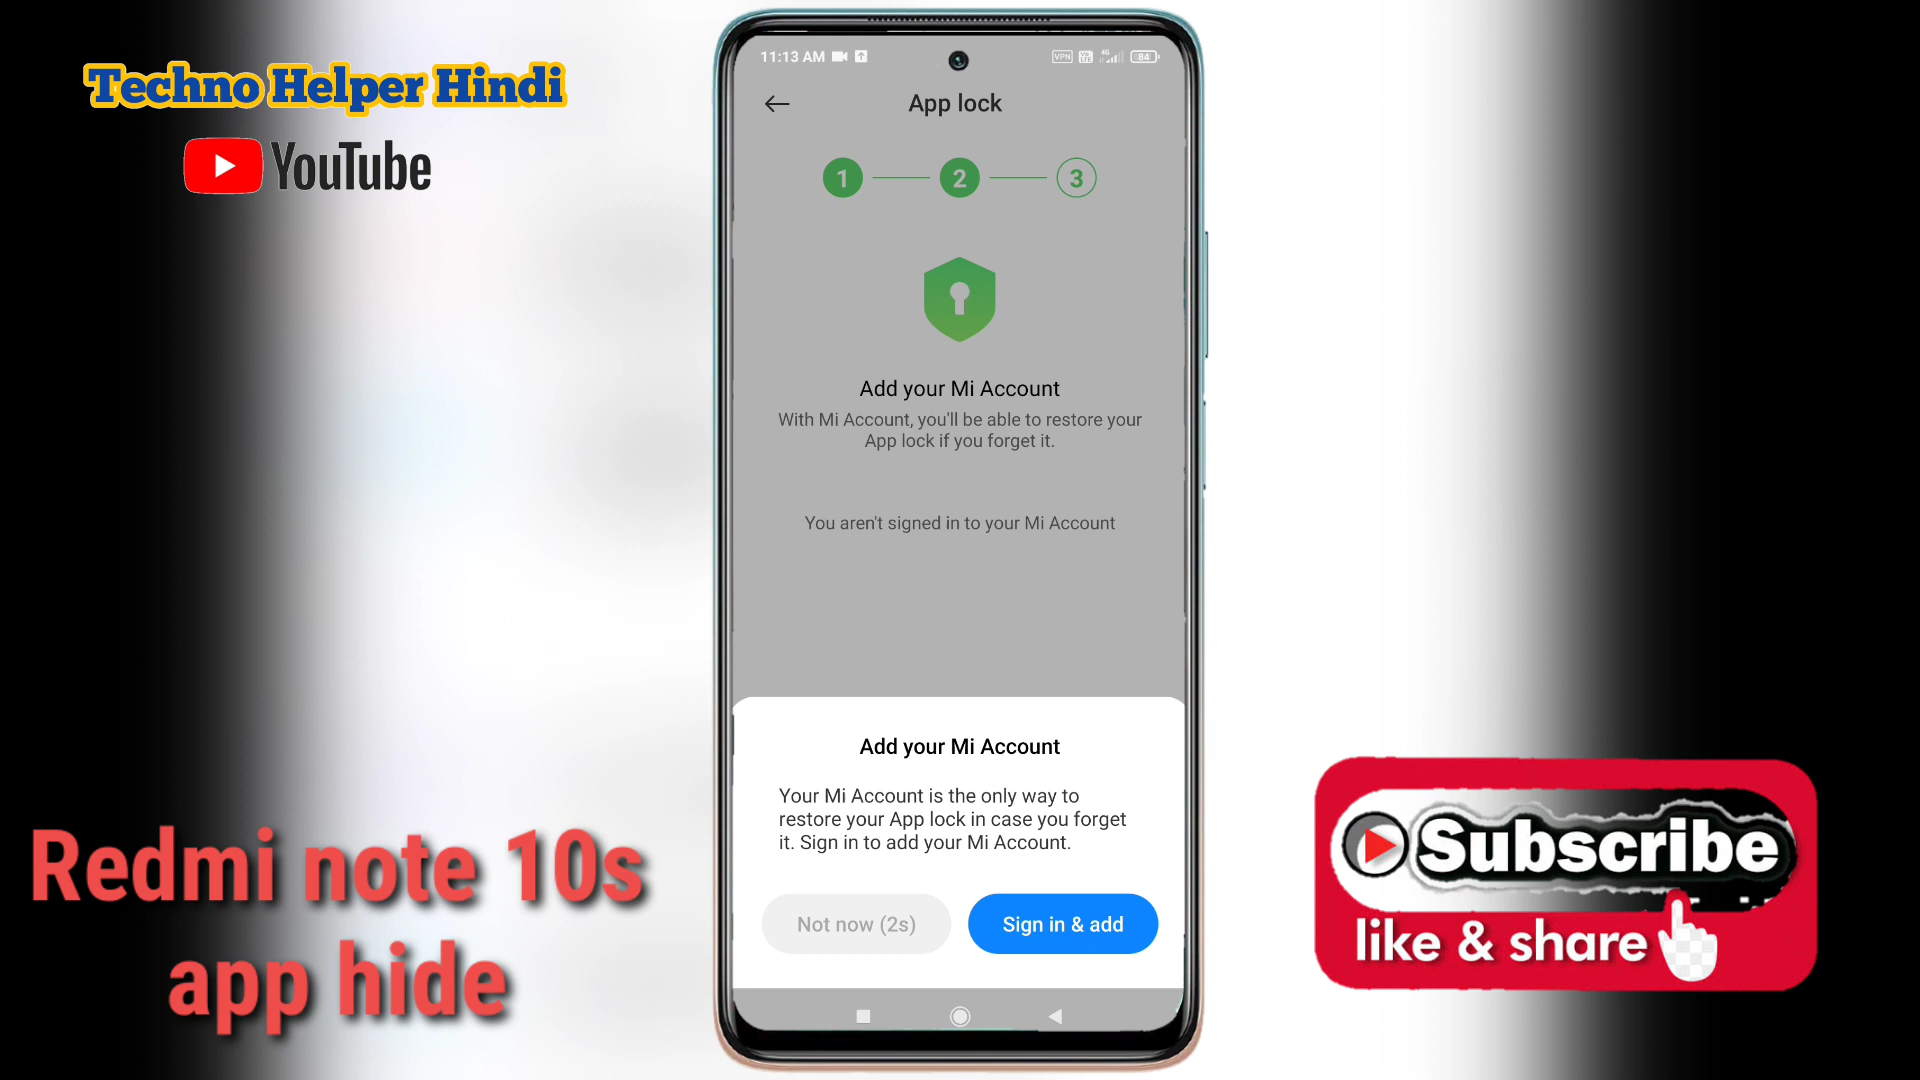 Techno Helper Hindi
YouTube
11:13 AM
VPN
4G
84
App lock
1
2
3
Add your Mi Account
With Mi Account, you'll be able to restore your
App lock if you forget it.
You aren't signed in to your Mi Account
Add your Mi Account
Your Mi Account is the only way to
restore your App lock in case you forget
it. Sign in to add your Mi Account.
Not now (2s)
Sign in & add
Redmi note 10s
app hide
Subscribe
like & share